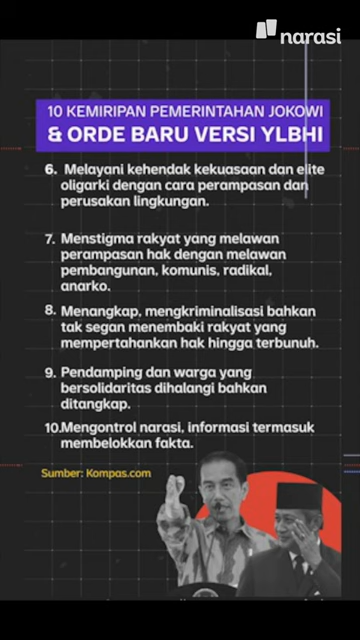 narasi
10 KEMIRIPAN PEMERINTAHAN JOKOWI
& ORDE BARU VERSI YLBHI
6. Melayani kehendak kekuasaan dan elite
oligarki dengan cara perampasan dan
perusakan lingkungan.
7. Menstigma rakyat yang melawan
perampasan hak dengan melawan
pembangunan, komunis, radikal,
anarko.
8. Menangkap, mengkriminalisasi bahkan
tak segan menembaki rakyat yang
mempertahankan hak hingga terbunuh.
9. Pendamping dan warga yang
bersolidaritas dihalangi bahkan
ditangkap.
10.Mengontrol narasi, informasi termasuk
membelokkan fakta.
Sumber: Kompas.com